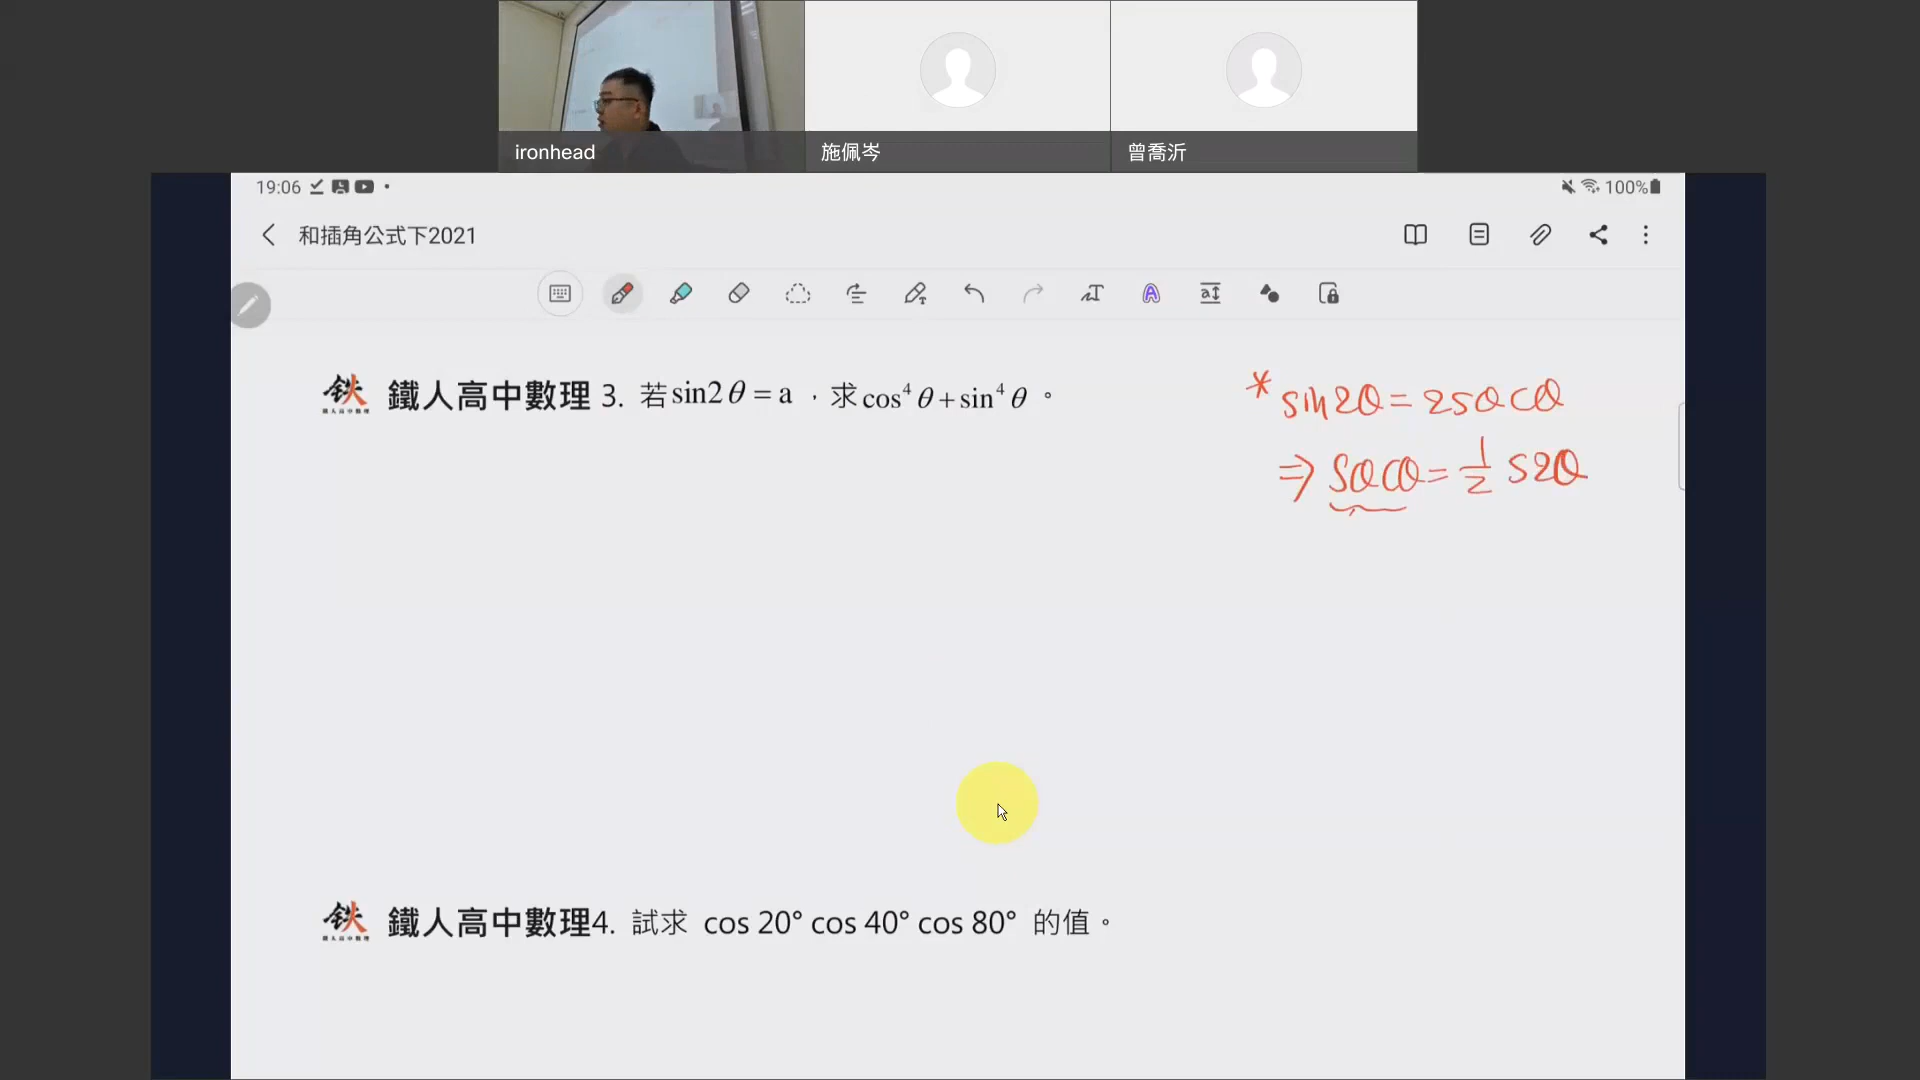 ironhead
施佩岑
曾喬沂
19:06
100%
和插角公式下2021
鐵人高中數理 3. 若 sin2θ = a ，求 cos⁴θ + sin⁴θ 。
* sin2θ = 2sθcθ
⇒ sθcθ = 1/2 s2θ
鐵人高中數理4. 試求 cos 20° cos 40° cos 80° 的值。